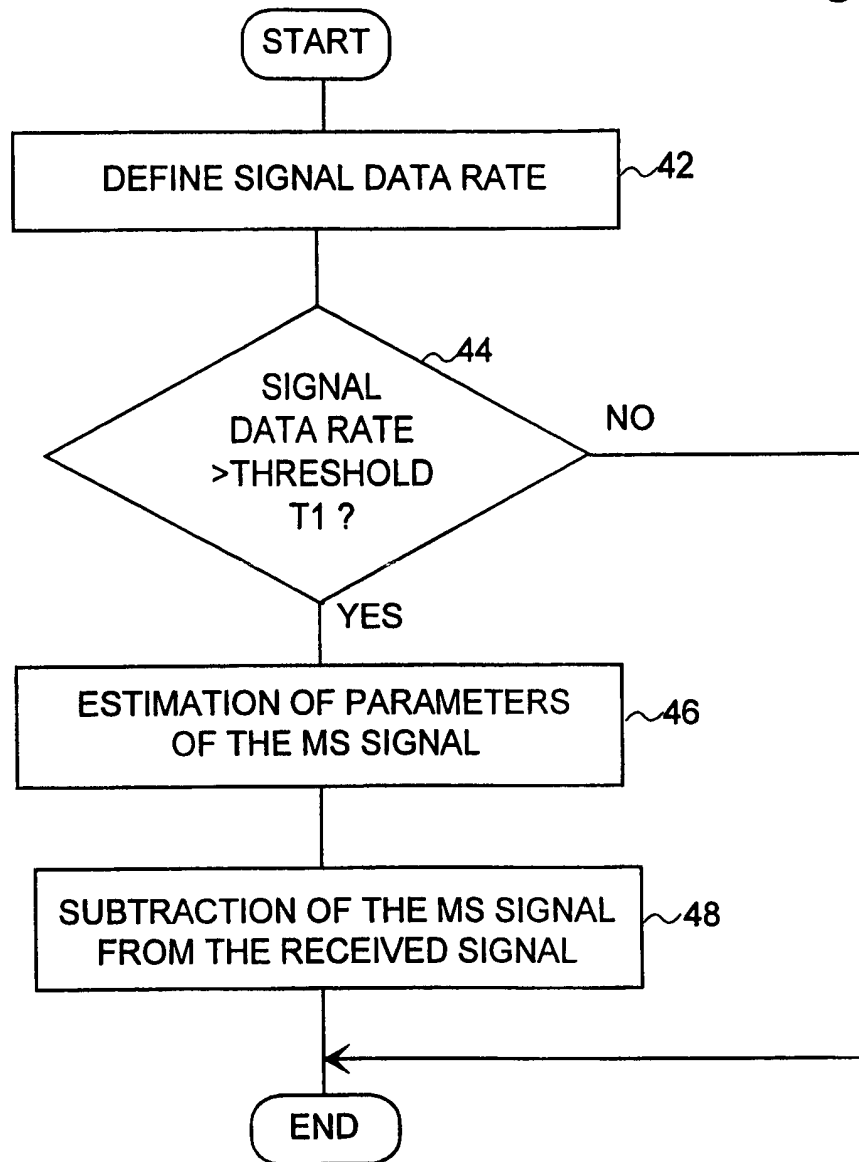 START
DEFINE SIGNAL DATA RATE
42
44
SIGNAL
DATA RATE
>THRESHOLD
T1 ?
NO
YES
ESTIMATION OF PARAMETERS
OF THE MS SIGNAL
46
SUBTRACTION OF THE MS SIGNAL
FROM THE RECEIVED SIGNAL
48
END